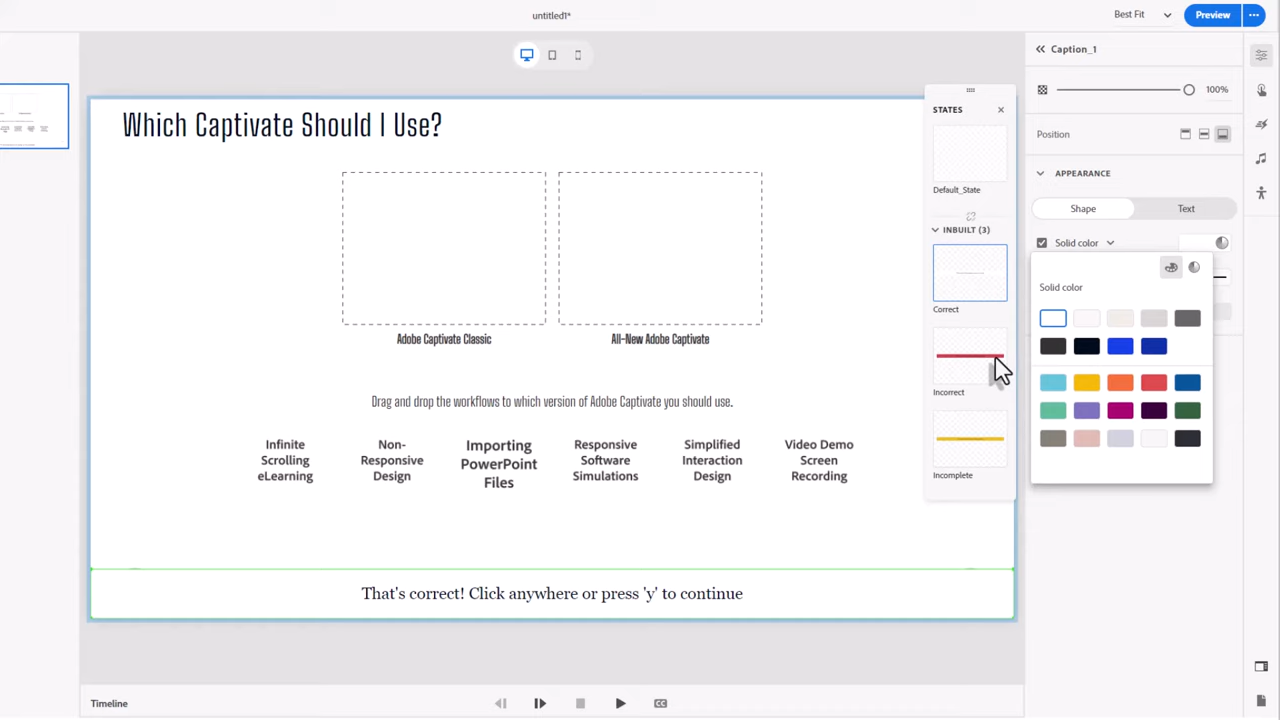 untitled1*
Best Fit
Preview
Caption_1
100%
Position
APPEARANCE
Shape
Text
Solid color
Solid color
STATES
Default_State
INBUILT (3)
Correct
Incorrect
Incomplete
Which Captivate Should I Use?
Adobe Captivate Classic
All-New Adobe Captivate
Drag and drop the workflows to which version of Adobe Captivate you should use.
Infinite
Scrolling
eLearning
Non-
Responsive
Design
Importing
PowerPoint
Files
Responsive
Software
Simulations
Simplified
Interaction
Design
Video Demo
Screen
Recording
That's correct! Click anywhere or press 'y' to continue
Timeline
CC